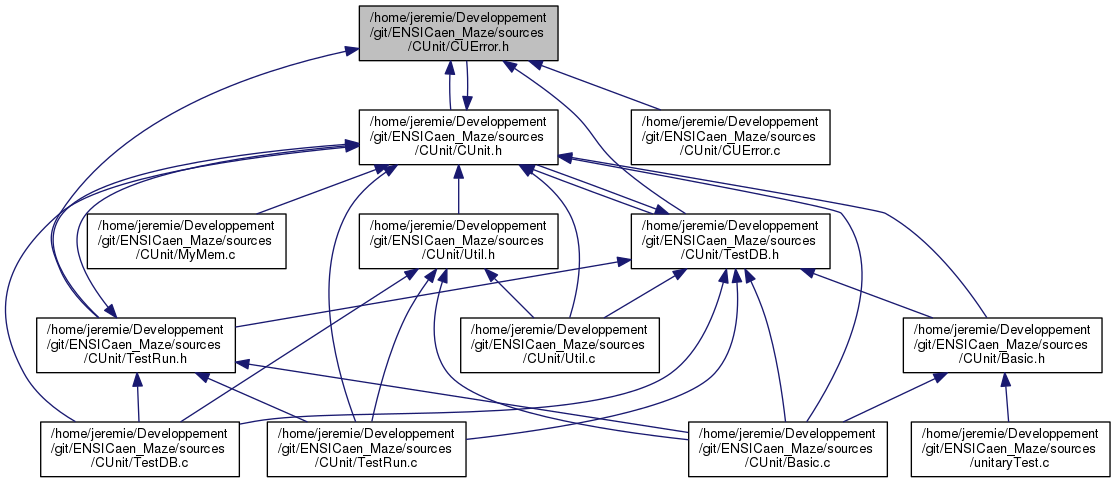 /home/jeremie/Developpement
/git/ENSICaen_Maze/sources
/CUnit/CUError.h
/home/jeremie/Developpement
/git/ENSICaen_Maze/sources
/CUnit/CUnit.h
/home/jeremie/Developpement
/git/ENSICaen_Maze/sources
/CUnit/CUError.c
/home/jeremie/Developpement
/git/ENSICaen_Maze/sources
/CUnit/MyMem.c
/home/jeremie/Developpement
/git/ENSICaen_Maze/sources
/CUnit/Util.h
/home/jeremie/Developpement
/git/ENSICaen_Maze/sources
/CUnit/TestDB.h
/home/jeremie/Developpement
/git/ENSICaen_Maze/sources
/CUnit/TestRun.h
/home/jeremie/Developpement
/git/ENSICaen_Maze/sources
/CUnit/Util.c
/home/jeremie/Developpement
/git/ENSICaen_Maze/sources
/CUnit/Basic.h
/home/jeremie/Developpement
/git/ENSICaen_Maze/sources
/CUnit/TestDB.c
/home/jeremie/Developpement
/git/ENSICaen_Maze/sources
/CUnit/TestRun.c
/home/jeremie/Developpement
/git/ENSICaen_Maze/sources
/CUnit/Basic.c
/home/jeremie/Developpement
/git/ENSICaen_Maze/sources
/unitaryTest.c